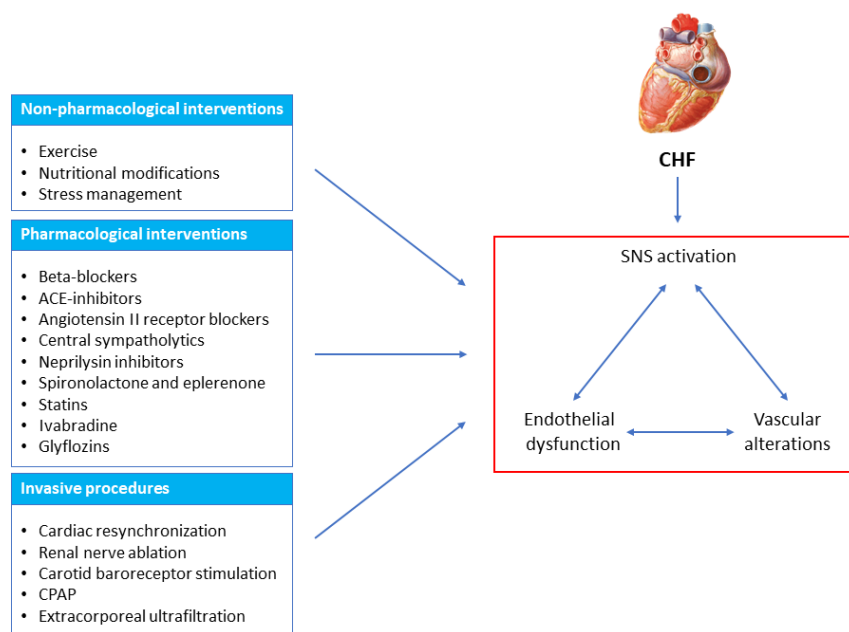 Non-pharmacological interventions
• Exercise
• Nutritional modifications
• Stress management
Pharmacological interventions
• Beta-blockers
• ACE-inhibitors
• Angiotensin II receptor blockers
• Central sympatholytics
• Neprilysin inhibitors
• Spironolactone and eplerenone
• Statins
• Ivabradine
• Glyflozins
Invasive procedures
• Cardiac resynchronization
• Renal nerve ablation
• Carotid baroreceptor stimulation
• CPAP
• Extracorporeal ultrafiltration
CHF
SNS activation
Endothelial
dysfunction
Vascular
alterations